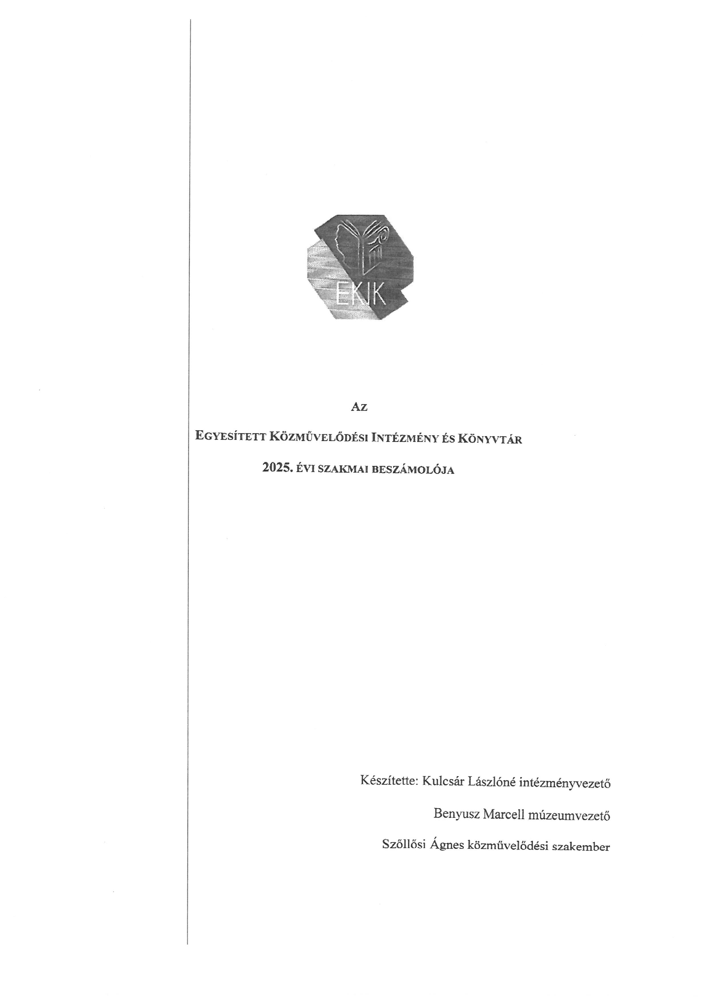 EKIK
AZ
EGYESÍTETT KÖZMŰVELŐDÉSI INTÉZMÉNY ÉS KÖNYVTÁR
2025. ÉVI SZAKMAI BESZÁMOLÓJA
Készítette: Kulcsár Lászlóné intézményvezető
Benyusz Marcell múzeumvezető
Szőllősi Ágnes közművelődési szakember